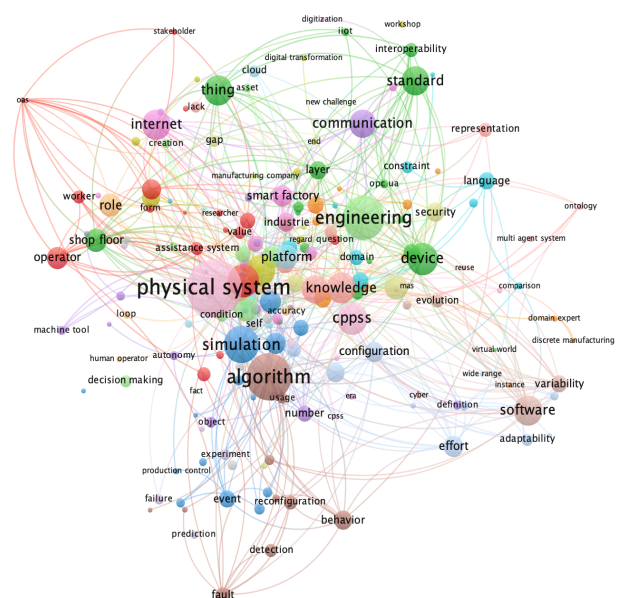 digitization
workshop
stakeholder
iiot
interoperability
digital transformation
cloud
thing
asset
standard
oas
lack
new challenge
internet
communication
representation
creation
gap
end
manufacturing company
layer
constraint
opc ua
language
worker
smart factory
role
form
researcher
engineering
security
ontology
value
industrie
shop floor
regard
question
multi agent system
assistance system
operator
platform
domain
device
reuse
physical system
knowledge
mas
comparison
condition
accuracy
evolution
loop
self
cppss
domain expert
machine tool
simulation
discrete manufacturing
human operator
autonomy
configuration
virtual world
decision making
algorithm
wide range
fact
instance
variability
usage
era
cyber
definition
software
object
number
cpss
effort
adaptability
experiment
production control
failure
event
reconfiguration
behavior
prediction
detection
fault